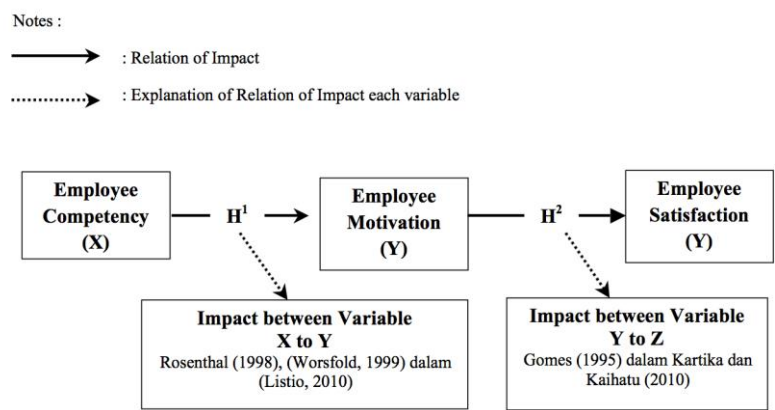 Notes :
: Relation of Impact
: Explanation of Relation of Impact each variable
Employee
Competency
(X)
H¹
Employee
Motivation
(Y)
H²
Employee
Satisfaction
(Y)
Impact between Variable
X to Y
Rosenthal (1998), (Worsfold, 1999) dalam
(Listio, 2010)
Impact between Variable
Y to Z
Gomes (1995) dalam Kartika dan
Kaihatu (2010)